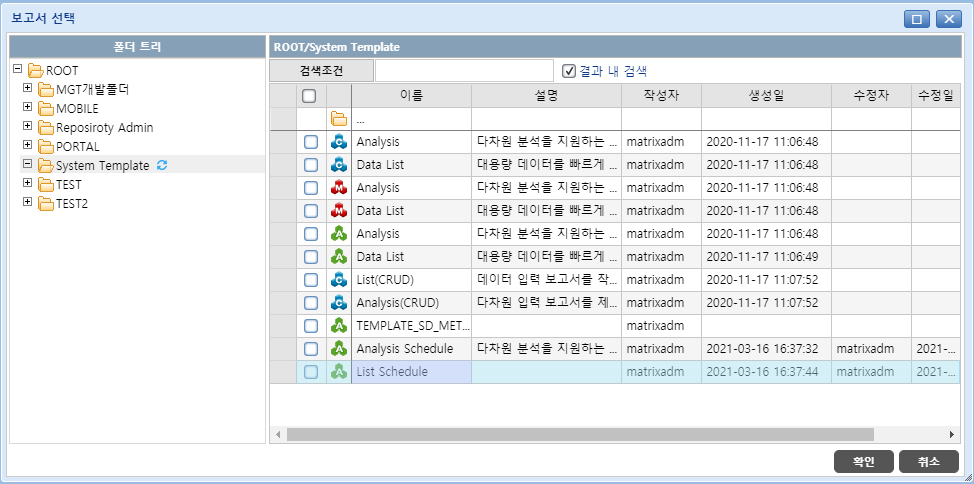 보고서 선택
폴더 트리
ROOT
MGT개발폴더
MOBILE
Reposiroty Admin
PORTAL
System Template
TEST
TEST2
ROOT/System Template
검색조건 결과 내 검색
이름 설명 작성자 생성일 수정자 수정일
...
C Analysis 다차원 분석을 지원하는 ... matrixadm 2020-11-17 11:06:48
C Data List 대용량 데이터를 빠르게 ... matrixadm 2020-11-17 11:06:48
M Analysis 다차원 분석을 지원하는 ... matrixadm 2020-11-17 11:06:48
M Data List 대용량 데이터를 빠르게 ... matrixadm 2020-11-17 11:06:48
A Analysis 다차원 분석을 지원하는 ... matrixadm 2020-11-17 11:06:48
A Data List 대용량 데이터를 빠르게 ... matrixadm 2020-11-17 11:06:49
C List(CRUD) 데이터 입력 보고서를 작... matrixadm 2020-11-17 11:07:52
C Analysis(CRUD) 다차원 입력 보고서를 제... matrixadm 2020-11-17 11:07:52
A TEMPLATE_SD_MET... matrixadm
A Analysis Schedule 다차원 분석을 지원하는 ... matrixadm 2021-03-16 16:37:32 matrixadm 2021-...
A List Schedule matrixadm 2021-03-16 16:37:44 matrixadm 2021-...
확인 취소